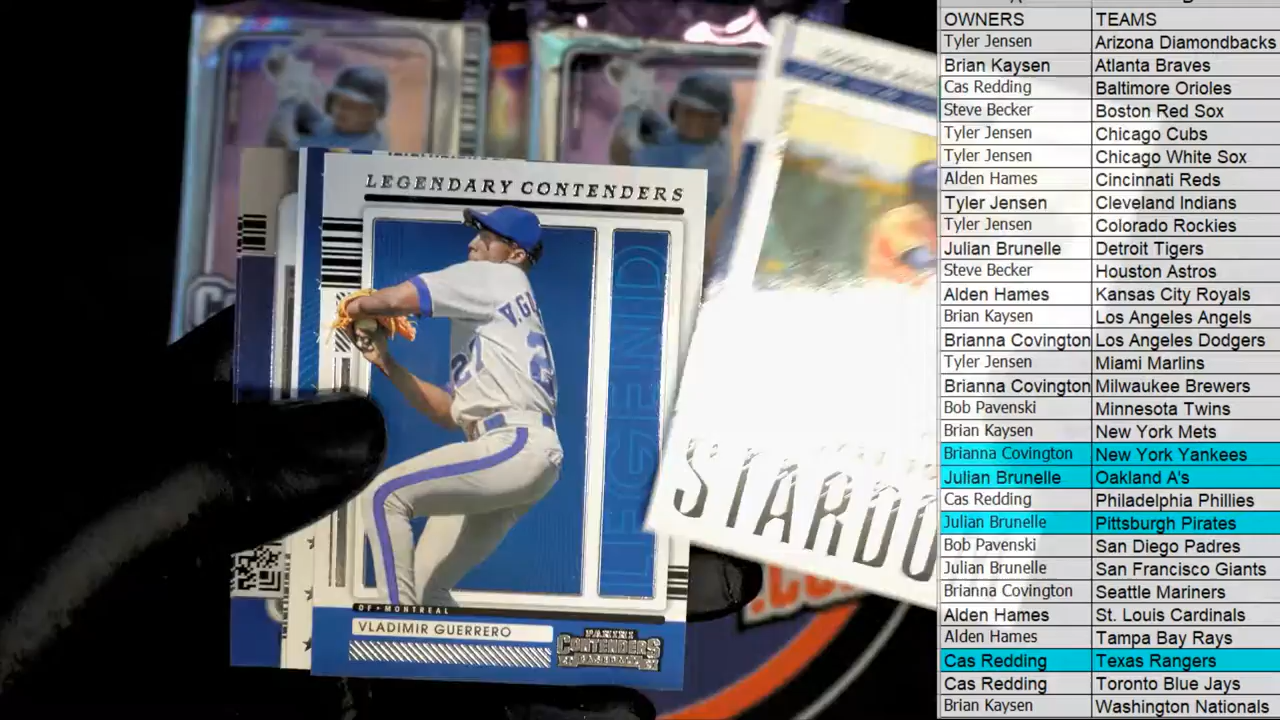 OWNERS TEAMS
Tyler Jensen Arizona Diamondbacks
Brian Kaysen Atlanta Braves
Cas Redding Baltimore Orioles
Steve Becker Boston Red Sox
Tyler Jensen Chicago Cubs
Tyler Jensen Chicago White Sox
Alden Hames Cincinnati Reds
Tyler Jensen Cleveland Indians
Tyler Jensen Colorado Rockies
Julian Brunelle Detroit Tigers
Steve Becker Houston Astros
Alden Hames Kansas City Royals
Brian Kaysen Los Angeles Angels
Brianna Covington Los Angeles Dodgers
Tyler Jensen Miami Marlins
Brianna Covington Milwaukee Brewers
Bob Pavenski Minnesota Twins
Brian Kaysen New York Mets
Brianna Covington New York Yankees
Julian Brunelle Oakland A's
Cas Redding Philadelphia Phillies
Julian Brunelle Pittsburgh Pirates
Bob Pavenski San Diego Padres
Julian Brunelle San Francisco Giants
Brianna Covington Seattle Mariners
Alden Hames St. Louis Cardinals
Alden Hames Tampa Bay Rays
Cas Redding Texas Rangers
Cas Redding Toronto Blue Jays
Brian Kaysen Washington Nationals
LEGENDARY CONTENDERS
LEGEND
V.GU
27
2
OF • MONTREAL
VLADIMIR GUERRERO
PANINI
CONTENDERS
BASEBALL
STARDO